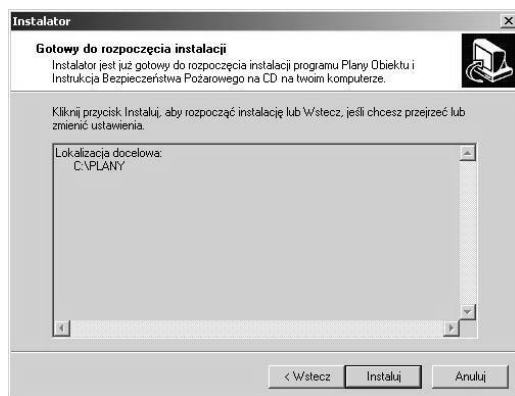 Instalator
Gotowy do rozpoczęcia instalacji
Instalator jest już gotowy do rozpoczęcia instalacji programu Plany Obiektu i
Instrukcja Bezpieczeństwa Pożarowego na CD na twoim komputerze.
Kliknij przycisk Instaluj, aby rozpocząć instalację lub Wstecz, jeśli chcesz przejrzeć lub
zmienić ustawienia.
Lokalizacja docelowa:
C:\PLANY
< Wstecz
Instaluj
Anuluj